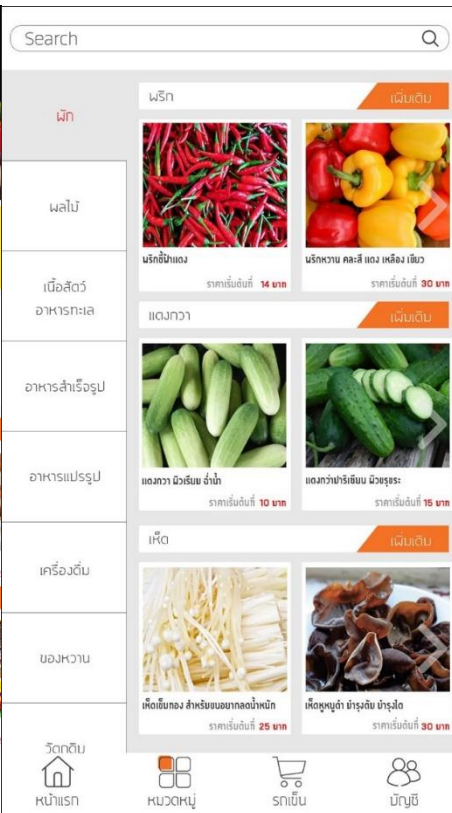 Search
ผัก
ผลไม้
เนื้อสัตว์
อาหารทะเล
อาหารสำเร็จรูป
อาหารแปรรูป
เครื่องดื่ม
ของหวาน
วัตถุดิบ
พริก
เพิ่มเติม
พริกชี้ฟ้าแดง
ราคาเริ่มต้นที่ 14 บาท
พริกหวาน คละสี แดง เหลือง เขียว
ราคาเริ่มต้นที่ 30 บาท
แตงกวา
เพิ่มเติม
แตงกวา ผิวเรียบ ฉ่ำน้ำ
ราคาเริ่มต้นที่ 10 บาท
แตงกว่าปาริเซียน ผิวขรุขระ
ราคาเริ่มต้นที่ 15 บาท
เห็ด
เพิ่มเติม
เห็ดเข็มทอง สำหรับขนอยากลดน้ำหนัก
ราคาเริ่มต้นที่ 25 บาท
เห็ดหูหนูดำ บำรุงตับ บำรุงไต
ราคาเริ่มต้นที่ 30 บาท
หน้าแรก
หมวดหมู่
รถเข็น
บัญชี